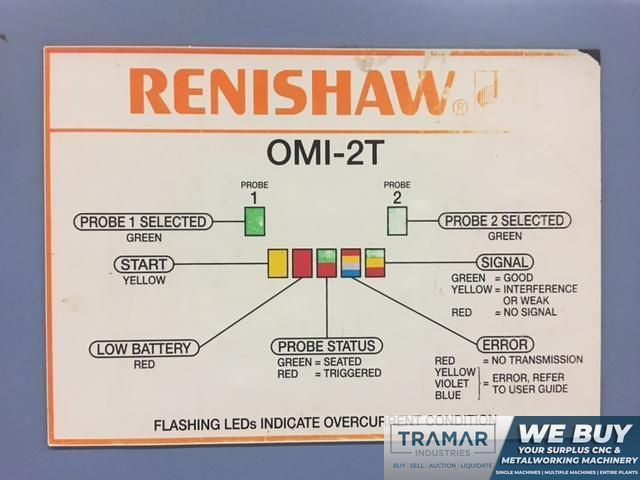 RENISHAW®
OMI-2T
PROBE 1
PROBE 2
PROBE 1 SELECTED
GREEN
PROBE 2 SELECTED
GREEN
START
YELLOW
SIGNAL
GREEN = GOOD
YELLOW = INTERFERENCE
OR WEAK
RED = NO SIGNAL
LOW BATTERY
RED
PROBE STATUS
GREEN = SEATED
RED = TRIGGERED
ERROR
RED = NO TRANSMISSION
YELLOW
VIOLET
BLUE
= ERROR, REFER
TO USER GUIDE
FLASHING LEDs INDICATE OVERCURRENT CONDITION
TRAMAR
INDUSTRIES
BUY | SELL | AUCTION | LIQUIDATE
WE BUY
YOUR SURPLUS CNC &
METALWORKING MACHINERY
SINGLE MACHINES | MULTIPLE MACHINES | ENTIRE PLANTS